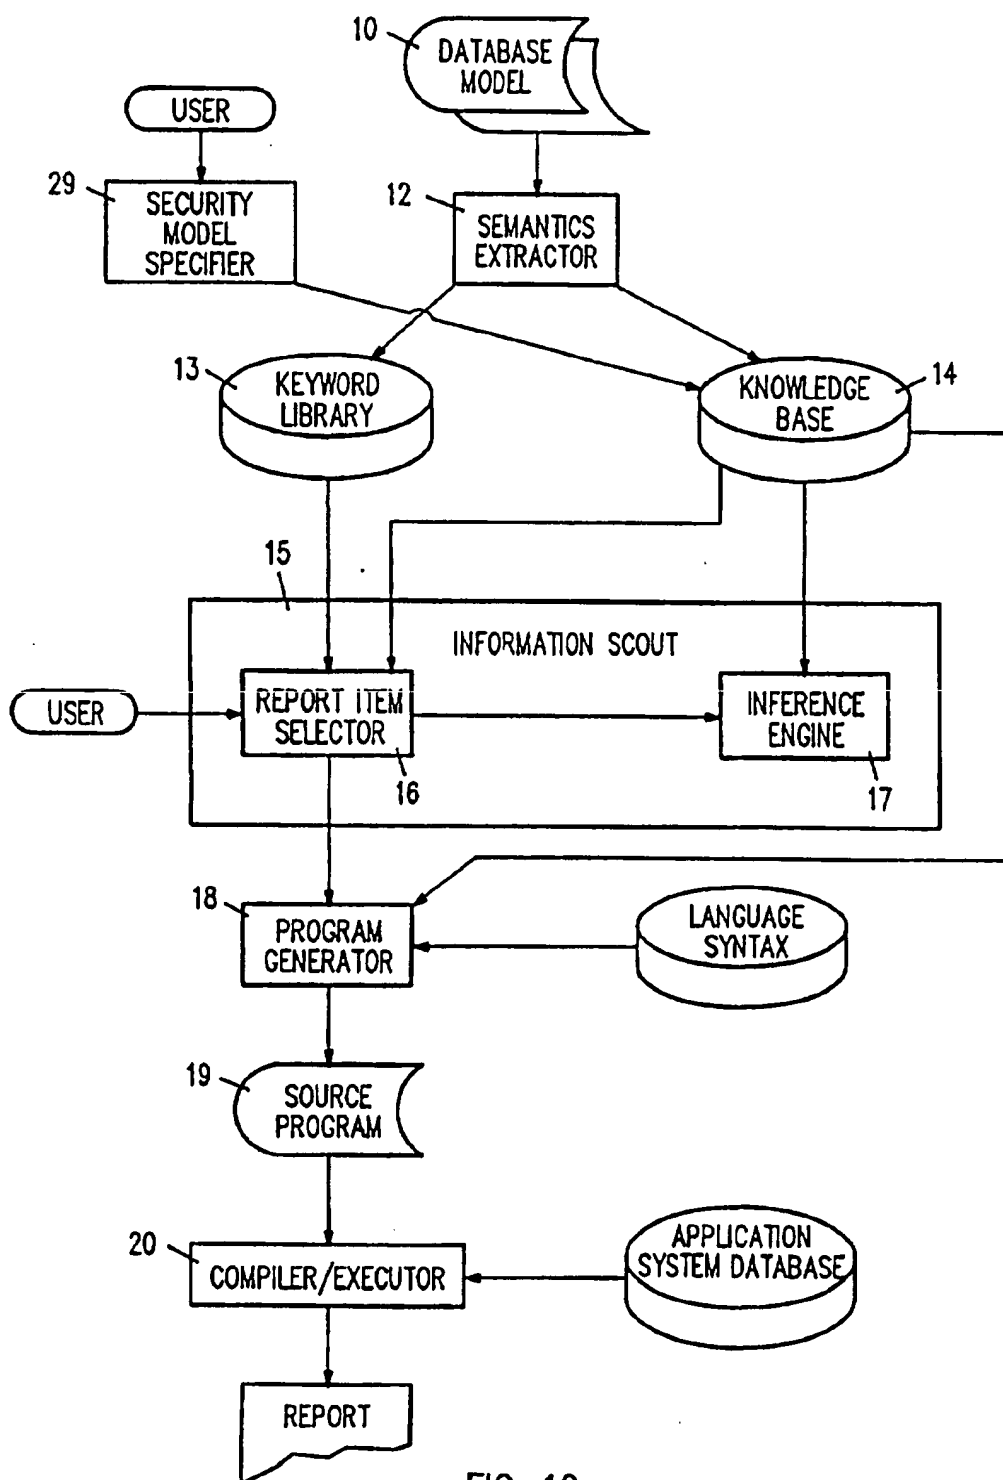 10
DATABASE
MODEL
USER
29
SECURITY
MODEL
SPECIFIER
12
SEMANTICS
EXTRACTOR
13
KEYWORD
LIBRARY
KNOWLEDGE
BASE
14
15
INFORMATION SCOUT
USER
REPORT ITEM
SELECTOR
16
INFERENCE
ENGINE
17
18
PROGRAM
GENERATOR
LANGUAGE
SYNTAX
19
SOURCE
PROGRAM
20
COMPILER/EXECUTOR
APPLICATION
SYSTEM DATABASE
REPORT